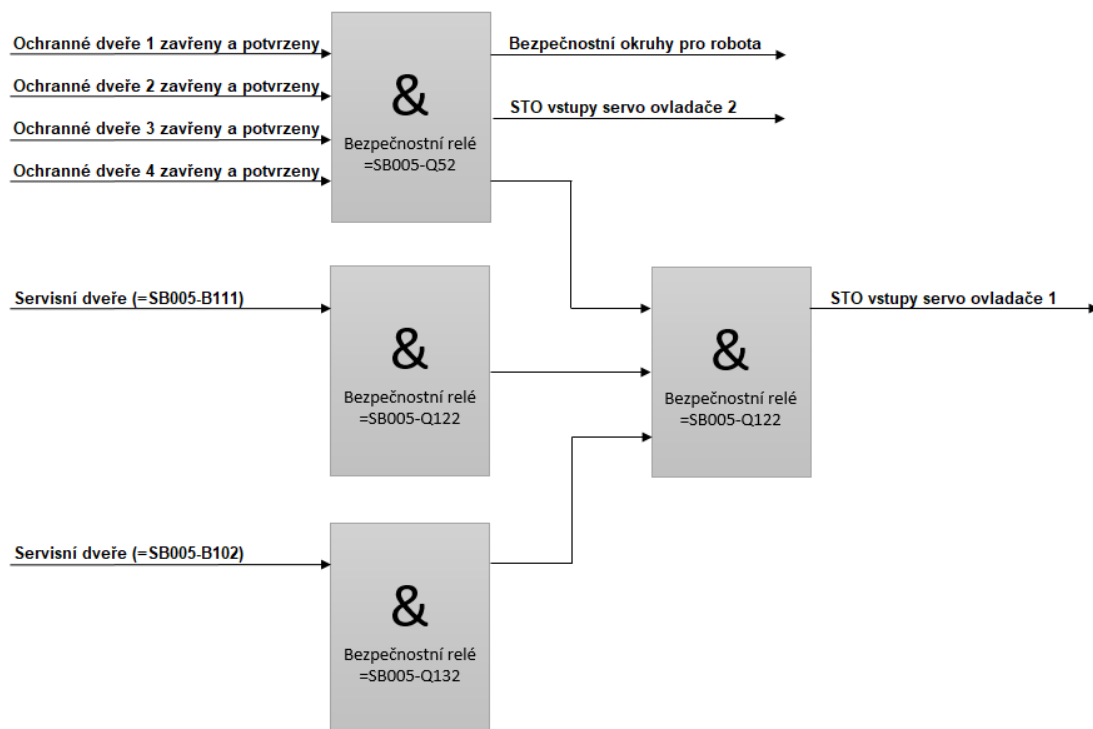 Ochranné dveře 1 zavřeny a potvrzeny
Ochranné dveře 2 zavřeny a potvrzeny
Ochranné dveře 3 zavřeny a potvrzeny
Ochranné dveře 4 zavřeny a potvrzeny
&
Bezpečnostní relé
=SB005-Q52
Bezpečnostní okruhy pro robota
STO vstupy servo ovladače 2
Servisní dveře (=SB005-B111)
&
Bezpečnostní relé
=SB005-Q122
&
Bezpečnostní relé
=SB005-Q122
STO vstupy servo ovladače 1
Servisní dveře (=SB005-B102)
&
Bezpečnostní relé
=SB005-Q132